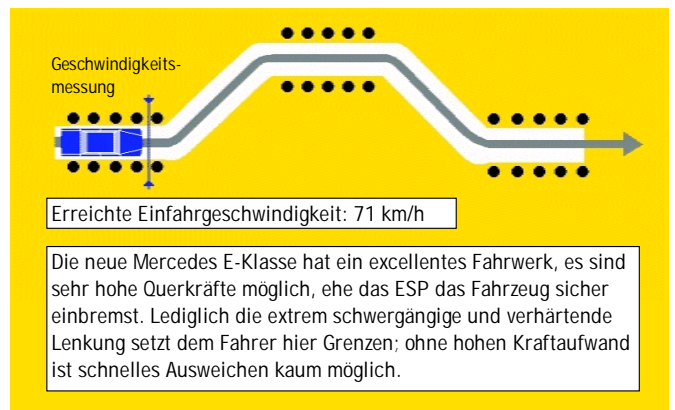 Geschwindigkeits-
messung
Erreichte Einfahrgeschwindigkeit: 71 km/h
Die neue Mercedes E-Klasse hat ein excellentes Fahrwerk, es sind
sehr hohe Querkräfte möglich, ehe das ESP das Fahrzeug sicher
einbremst. Lediglich die extrem schwergängige und verhärtende
Lenkung setzt dem Fahrer hier Grenzen; ohne hohen Kraftaufwand
ist schnelles Ausweichen kaum möglich.